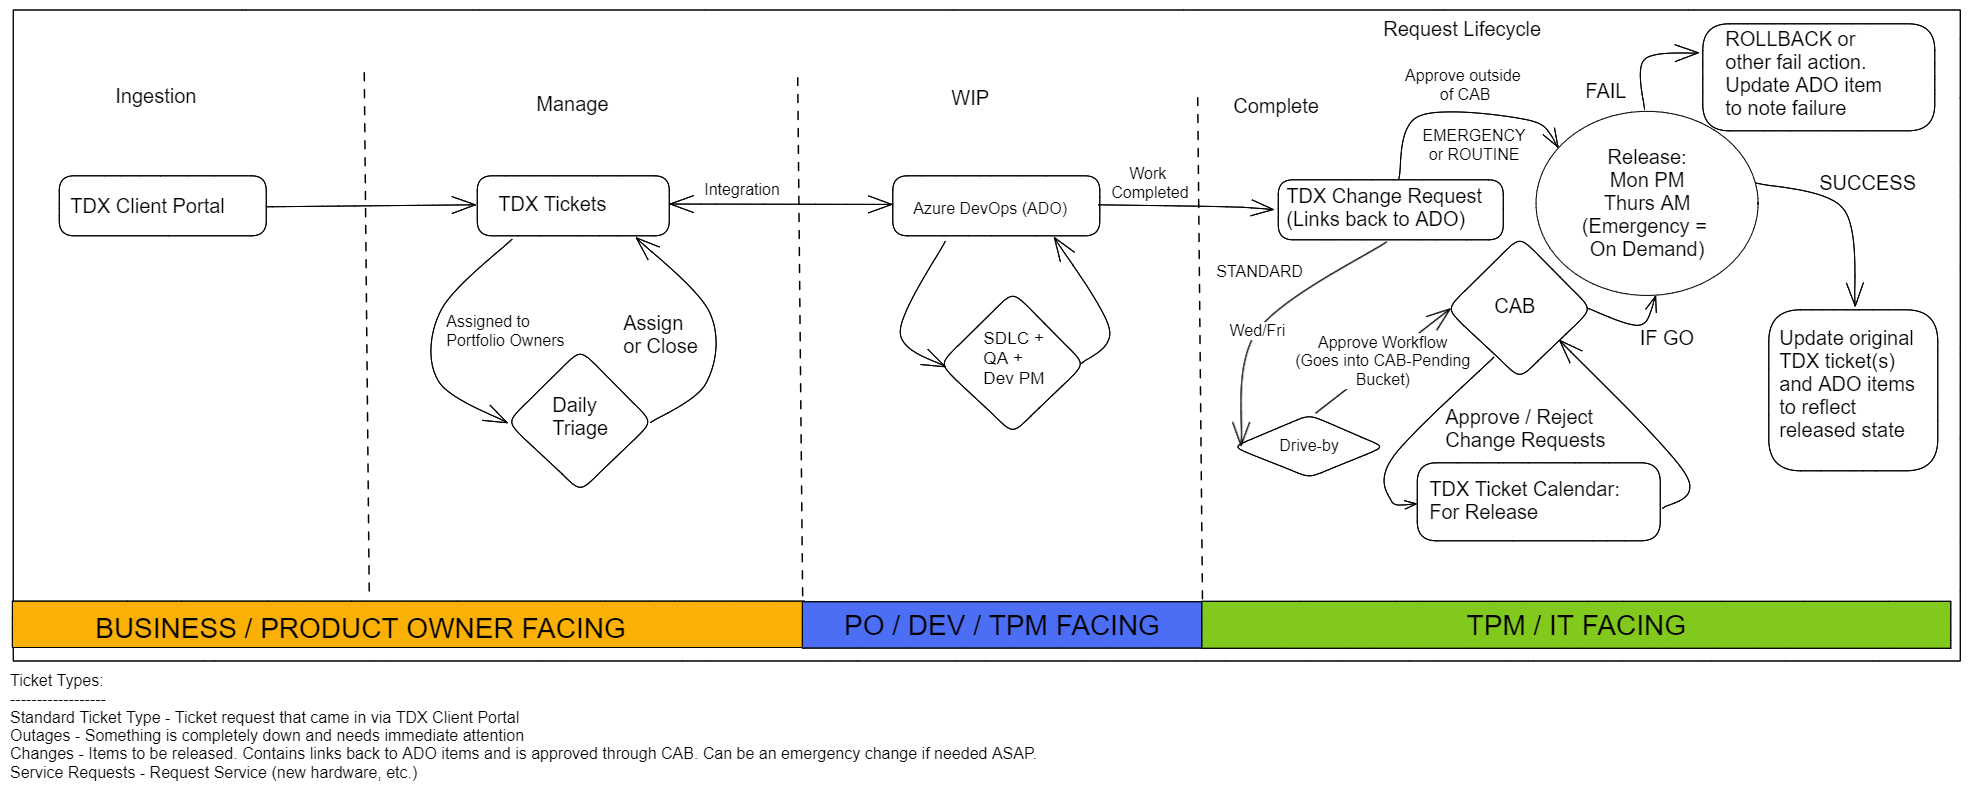 Request Lifecycle
Ingestion
Manage
WIP
Complete
TDX Client Portal
TDX Tickets
Integration
Azure DevOps (ADO)
Work
Completed
TDX Change Request
(Links back to ADO)
Approve outside
of CAB
EMERGENCY
or ROUTINE
FAIL
ROLLBACK or
other fail action.
Update ADO item
to note failure
Release:
Mon PM
Thurs AM
(Emergency =
On Demand)
SUCCESS
Update original
TDX ticket(s)
and ADO items
to reflect
released state
Assigned to
Portfolio Owners
Assign
or Close
Daily
Triage
SDLC +
QA +
Dev PM
STANDARD
Wed/Fri
Drive-by
Approve Workflow
(Goes into CAB-Pending
Bucket)
CAB
IF GO
Approve / Reject
Change Requests
TDX Ticket Calendar:
For Release
BUSINESS / PRODUCT OWNER FACING
PO / DEV / TPM FACING
TPM / IT FACING
Ticket Types:
------------------
Standard Ticket Type - Ticket request that came in via TDX Client Portal
Outages - Something is completely down and needs immediate attention
Changes - Items to be released. Contains links back to ADO items and is approved through CAB. Can be an emergency change if needed ASAP.
Service Requests - Request Service (new hardware, etc.)